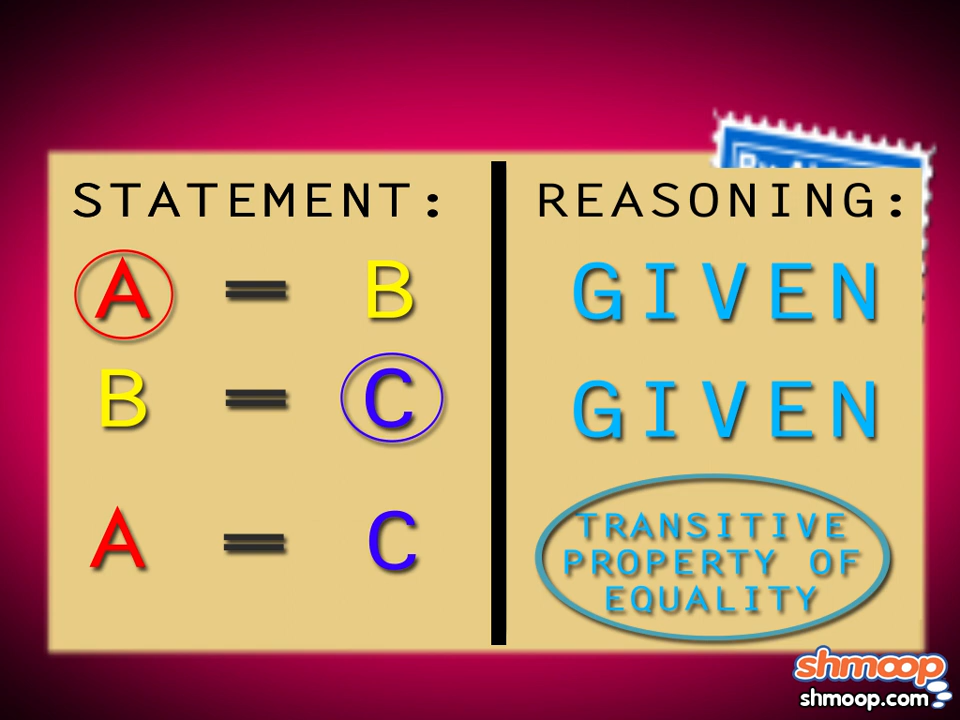 STATEMENT:
REASONING:
A = B
GIVEN
B = C
GIVEN
A = C
TRANSITIVE
PROPERTY OF
EQUALITY
shmoop
shmoop.com